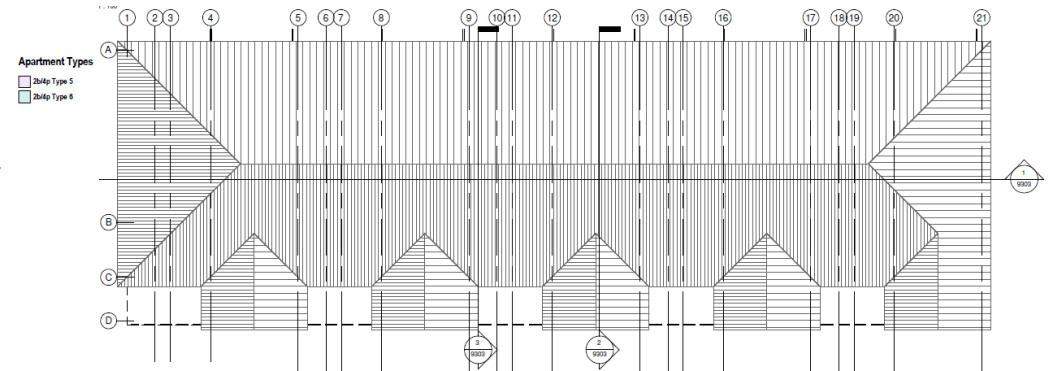 1 2 3 4 5 6 7 8 9 10 11 12 13 14 15 16 17 18 19 20 21
A
Apartment Types
2b/4p Type 5
2b/4p Type 6
1
9303
B
C
D
3
9303
2
9303